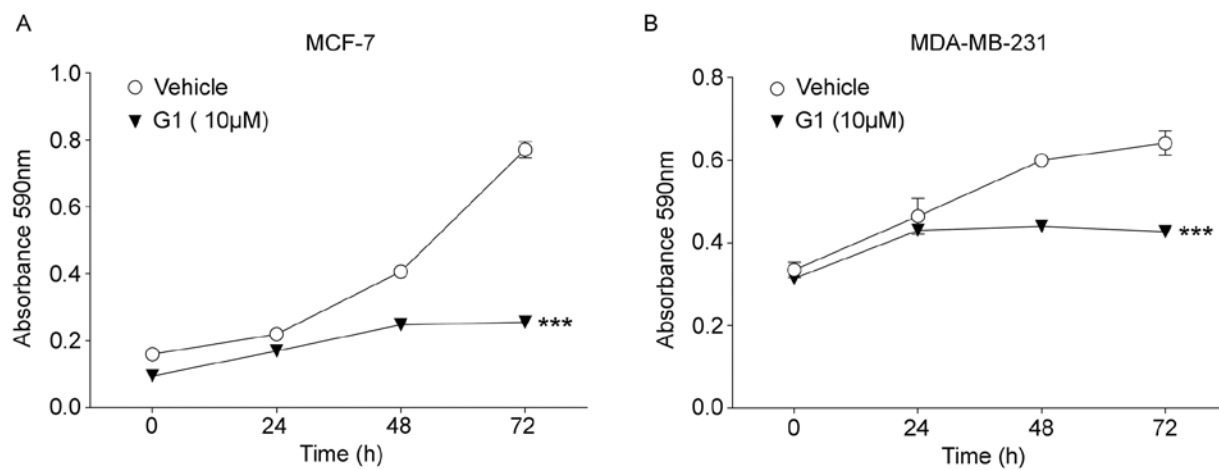 A
MCF-7
Absorbance 590nm
1.0
0.8
0.6
0.4
0.2
0.0
Vehicle
G1 ( 10µM)
***
0 24 48 72
Time (h)
B
MDA-MB-231
Absorbance 590nm
0.8
0.6
0.4
0.2
0.0
Vehicle
G1 (10µM)
***
0 24 48 72
Time (h)